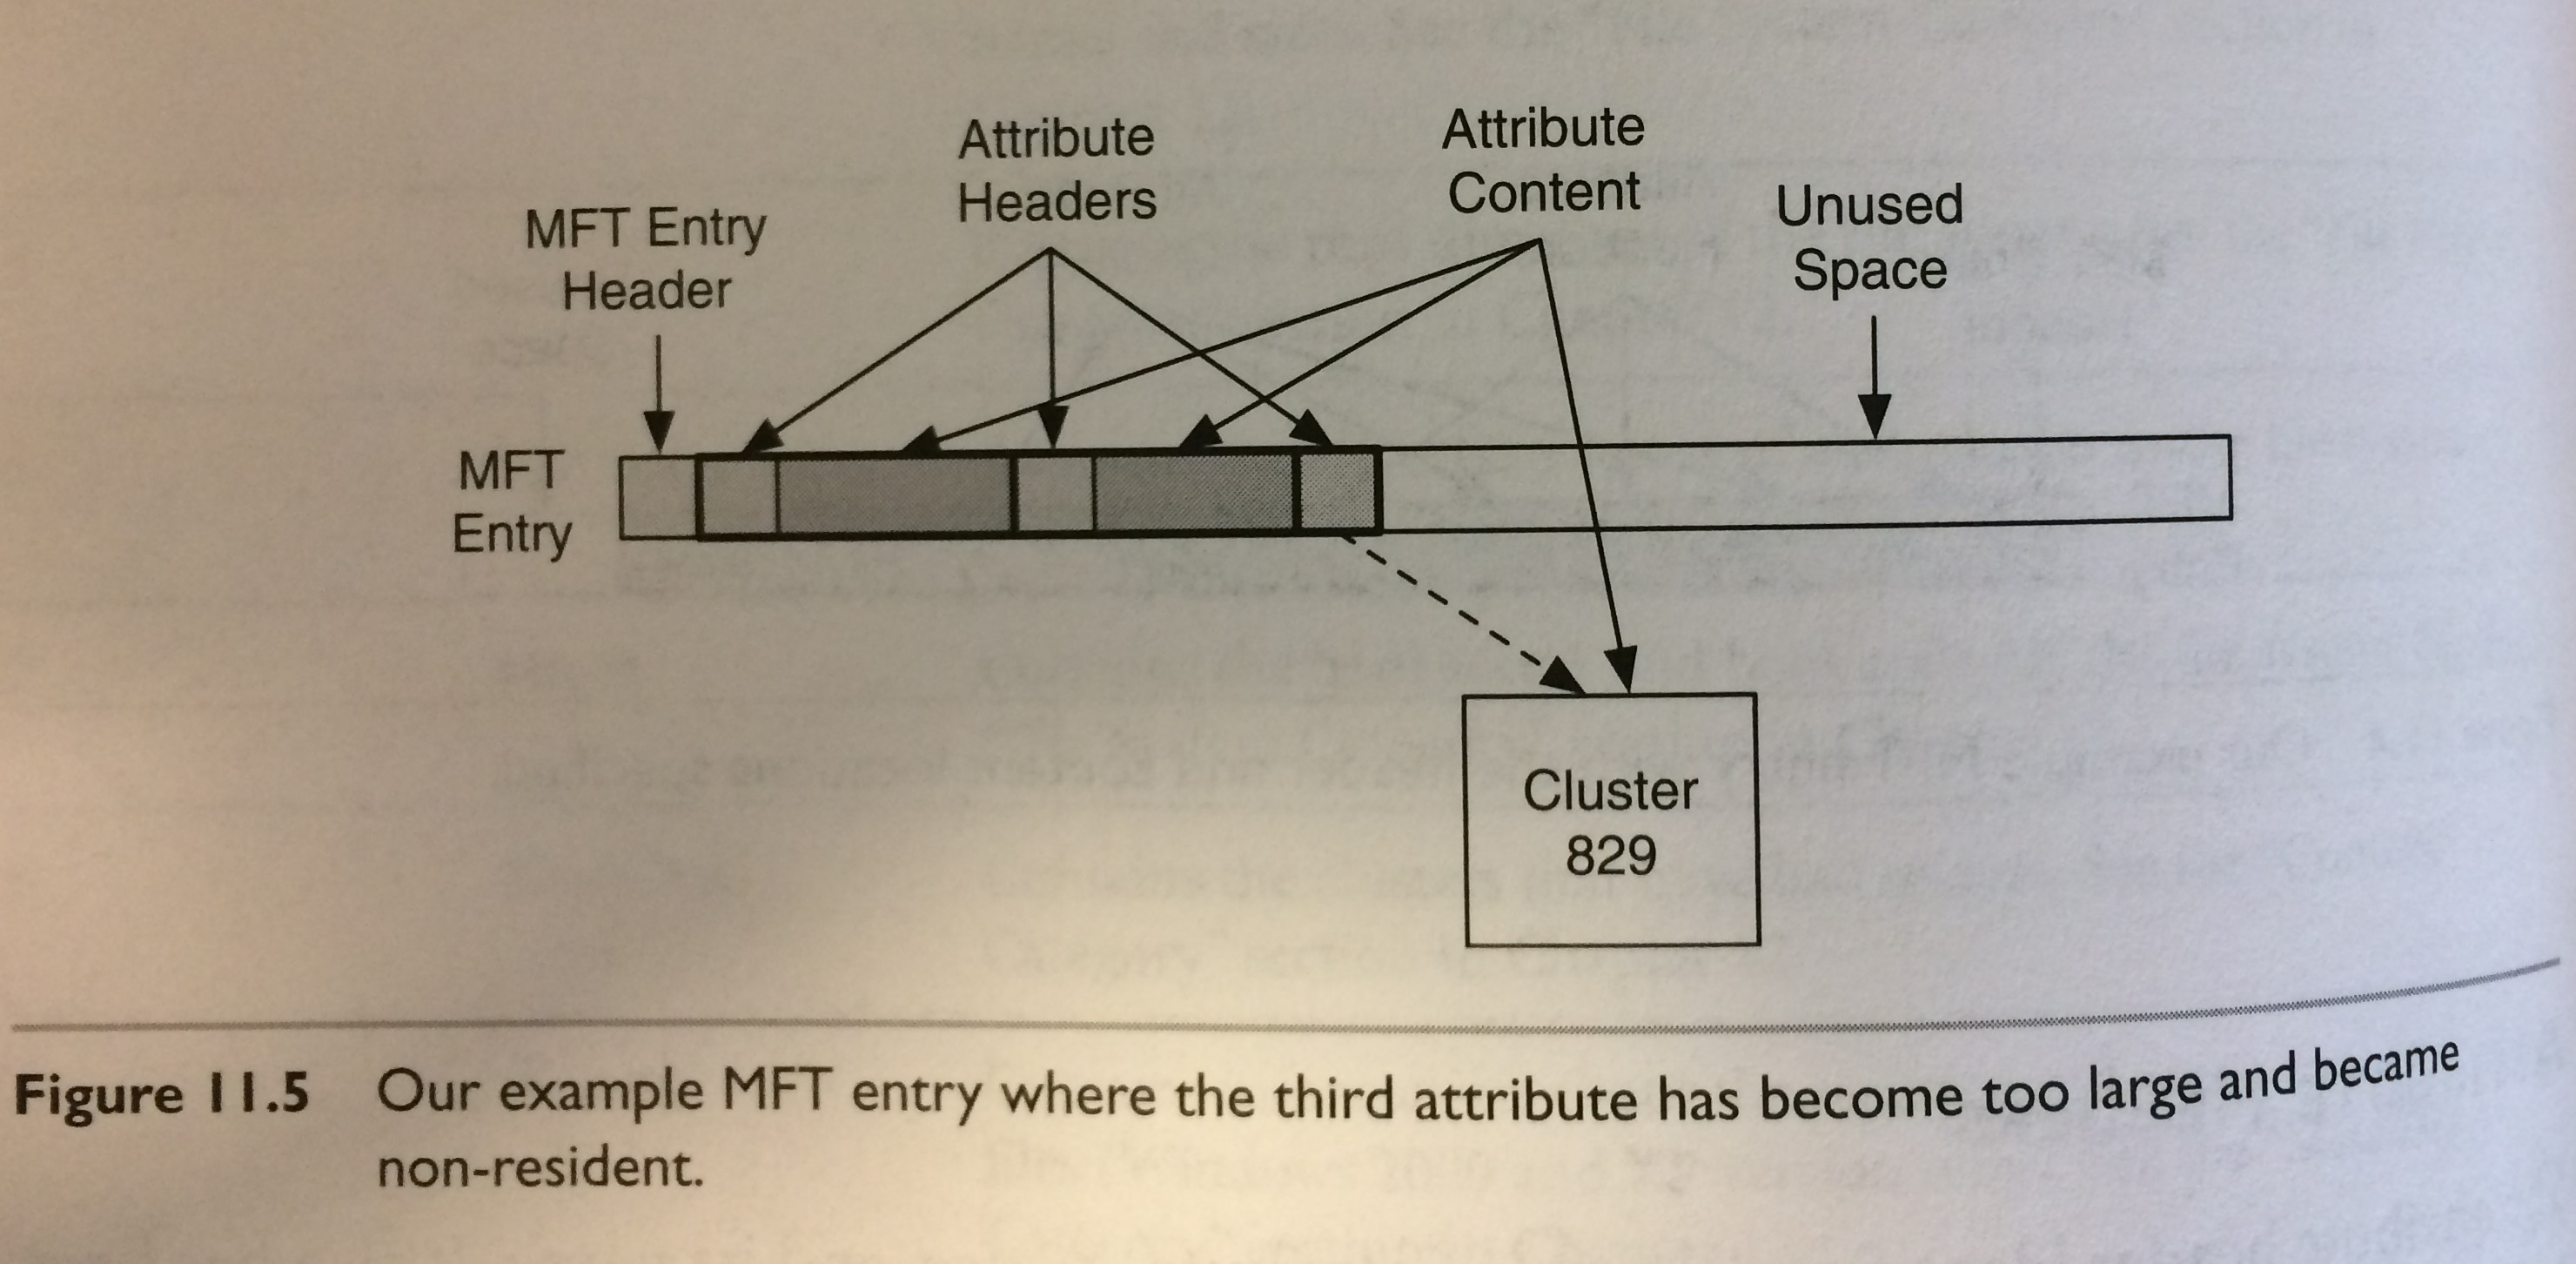 Attribute
Headers
Attribute
Content
MFT Entry
Header
Unused
Space
MFT
Entry
Cluster
829
Figure 11.5 Our example MFT entry where the third attribute has become too large and became
non-resident.